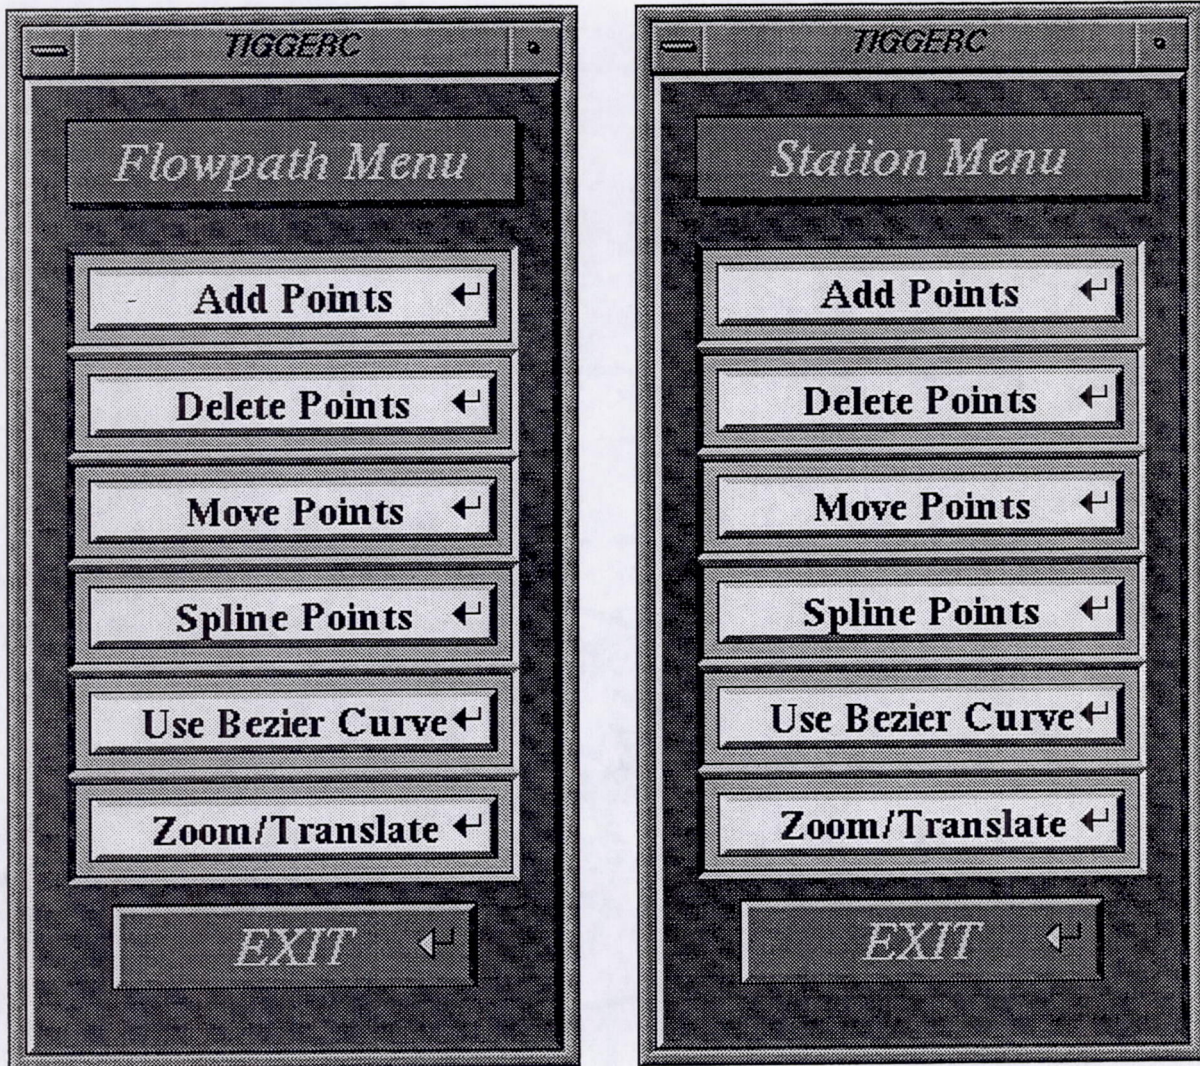 TIGGERC
Flowpath Menu
Add Points
Delete Points
Move Points
Spline Points
Use Bezier Curve
Zoom/Translate
EXIT
TIGGERC
Station Menu
Add Points
Delete Points
Move Points
Spline Points
Use Bezier Curve
Zoom/Translate
EXIT